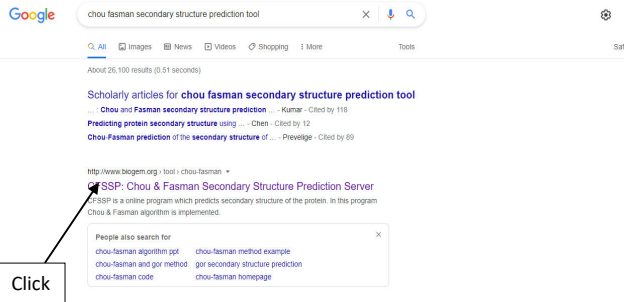 Google
chou fasman secondary structure prediction tool
All Images News Videos Shopping More Tools Saf
About 26,100 results (0.51 seconds)
Scholarly articles for chou fasman secondary structure prediction tool
... : Chou and Fasman secondary structure prediction ... - Kumar - Cited by 118
Predicting protein secondary structure using ... - Chen - Cited by 12
Chou-Fasman prediction of the secondary structure of ... - Prevelige - Cited by 89
http://www.biogem.org › tool › chou-fasman
CFSSP: Chou & Fasman Secondary Structure Prediction Server
CFSSP is a online program which predicts secondary structure of the protein. In this program
Chou & Fasman algorithm is implemented.
People also search for
chou-fasman algorithm ppt chou-fasman method example
chou-fasman and gor method gor secondary structure prediction
chou-fasman code chou-fasman homepage
Click